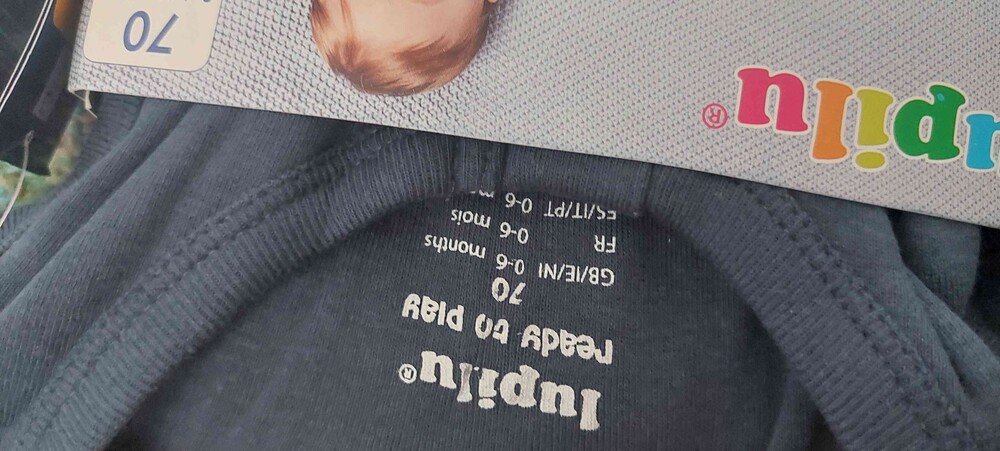 lupilu®
ready to play
70
GB/IE/NI 0-6 months
FR 0-6 mois
ES/IT/PT 0-6
pilu®
70